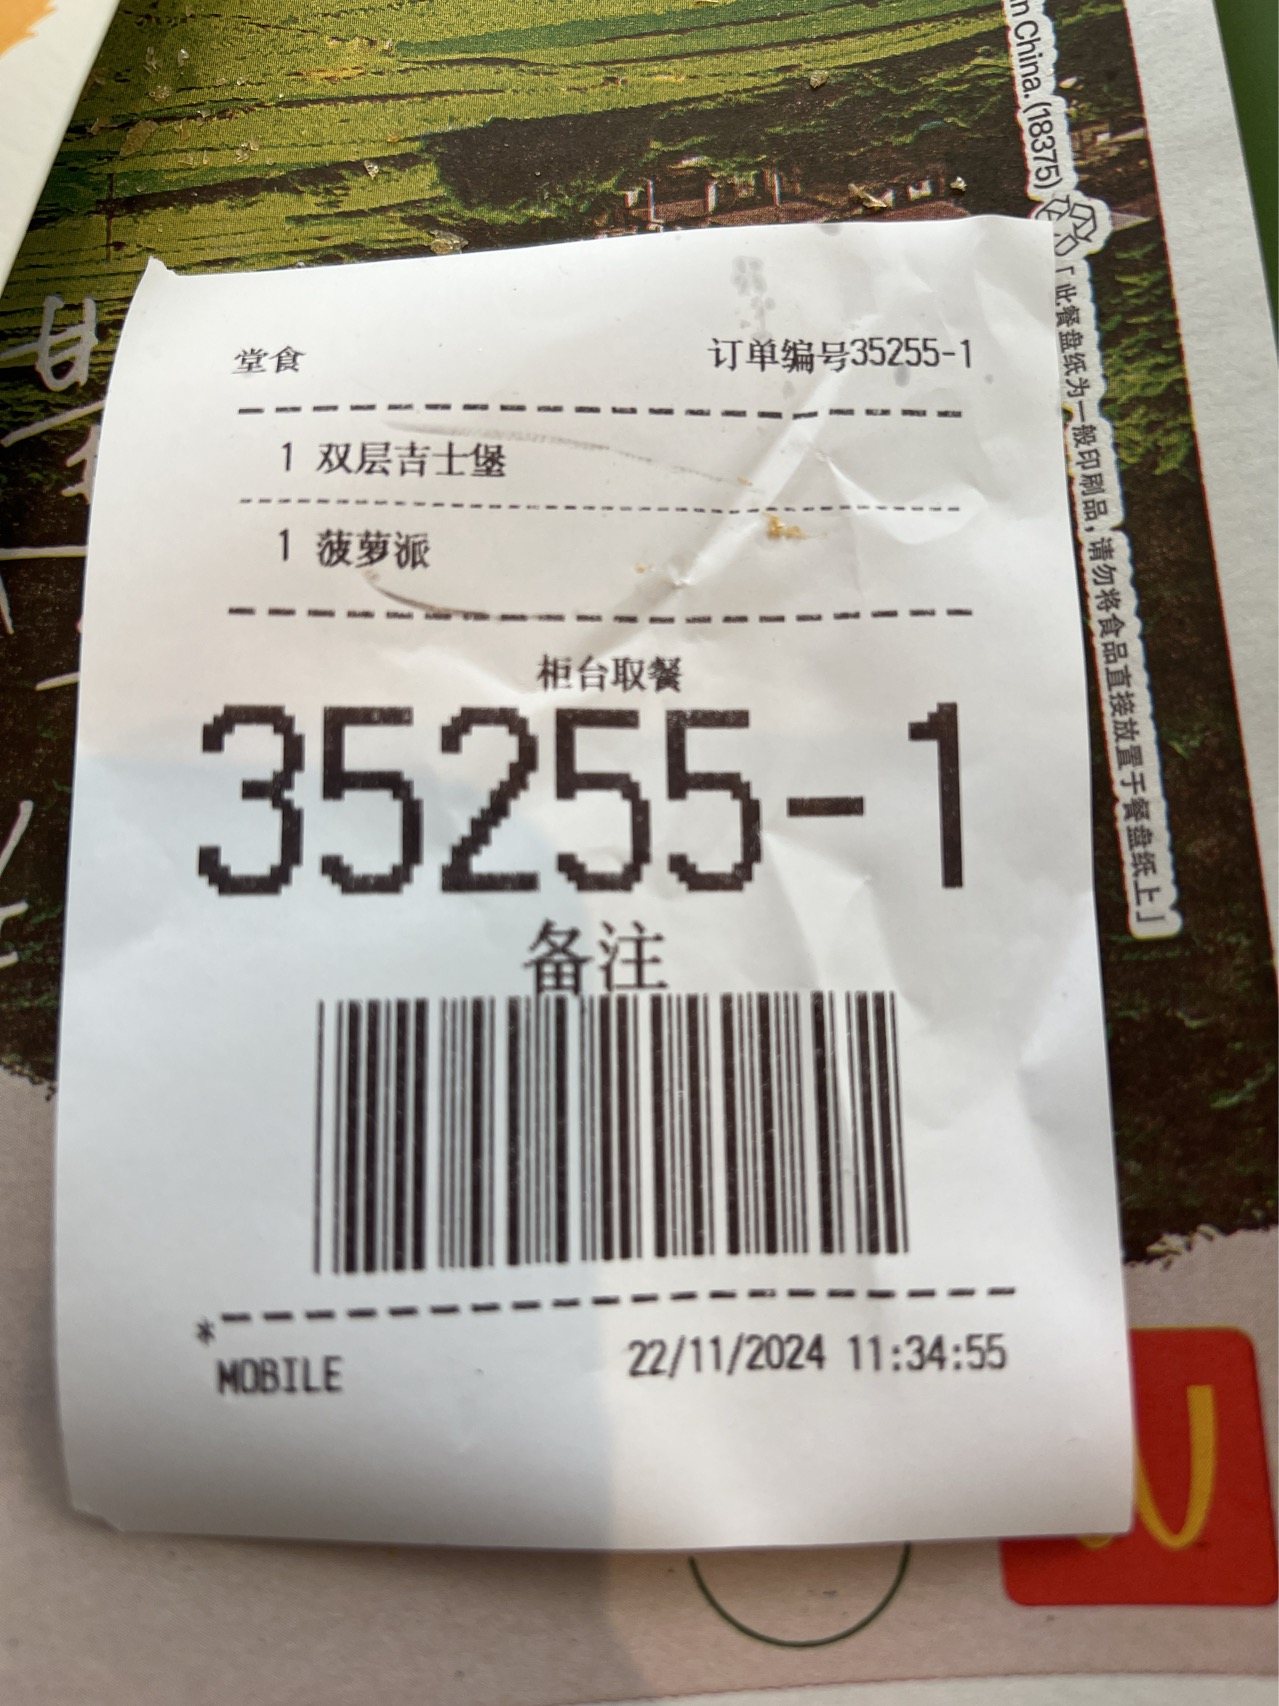 堂食 订单编号35255-1
1 双层吉士堡
1 菠萝派
柜台取餐
35255-1
备注
*
MOBILE 22/11/2024 11:34:55
in China. (18375)
「此餐盘纸为一般印刷品，请勿将食品直接放置于餐盘纸上」